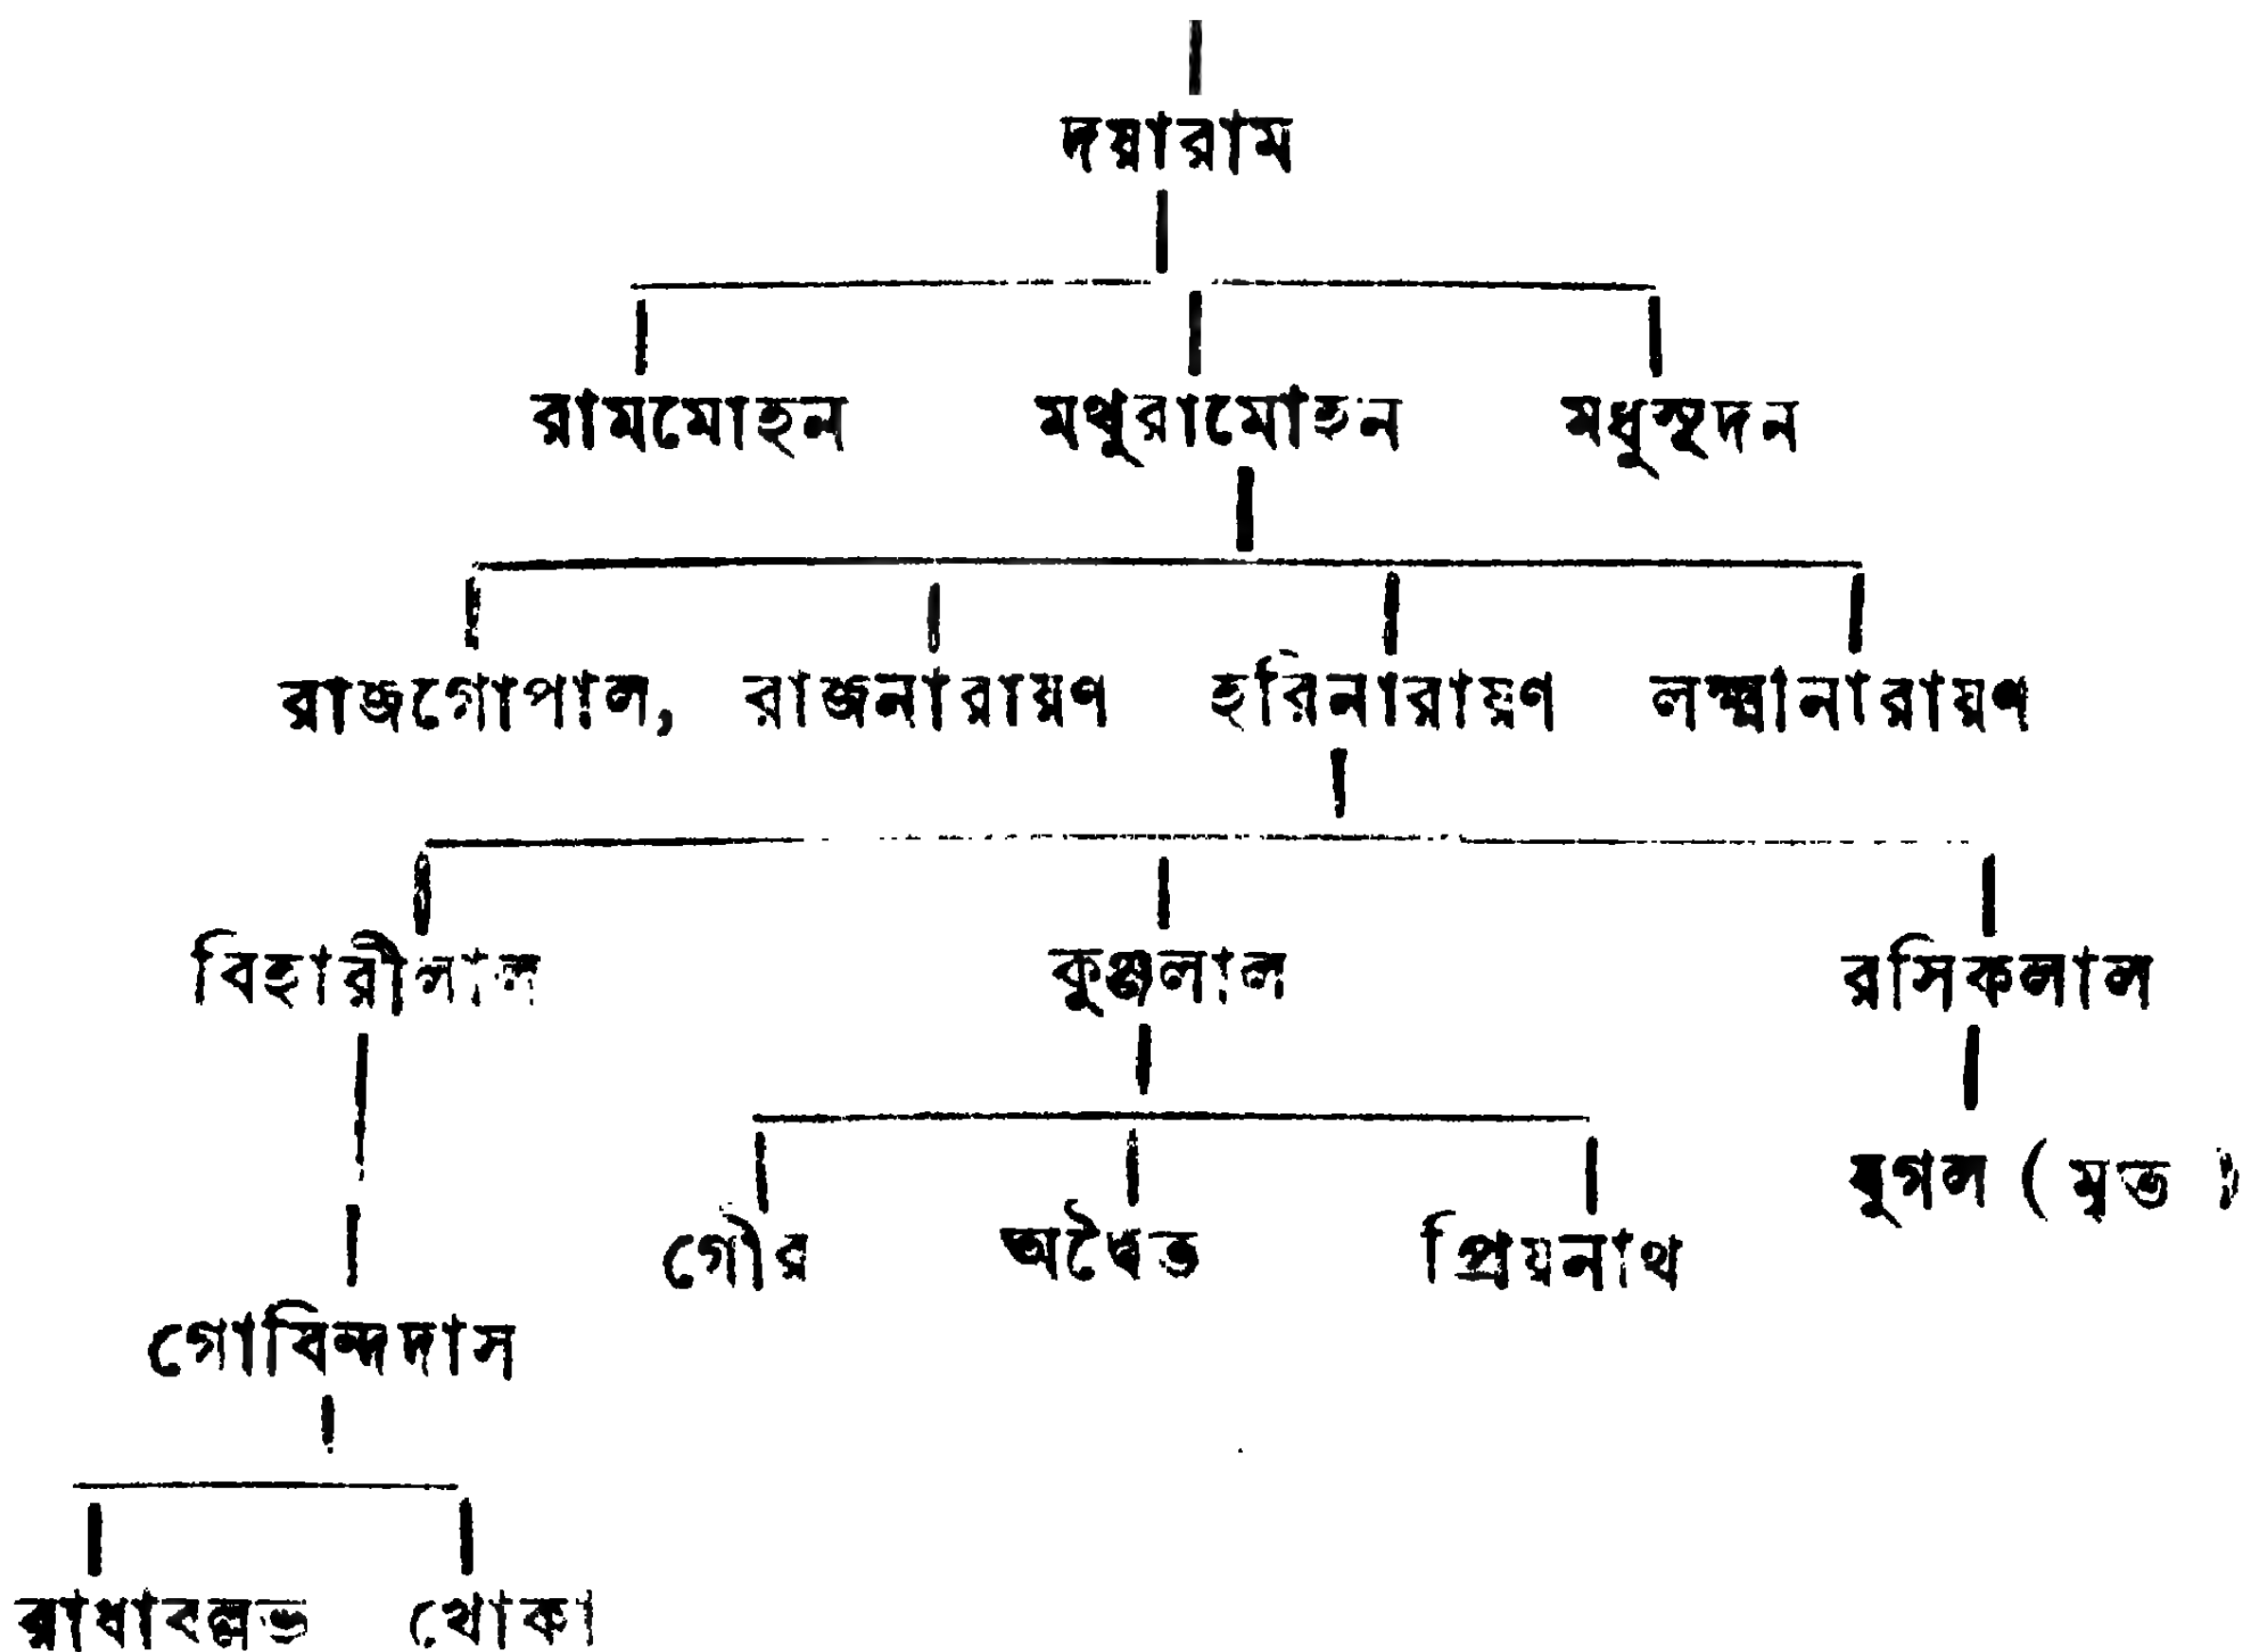 দয়ারাম
রামমোহন মথুরামোহন মধুসূদন
রাজগোপাল, রাজনারায়ণ হরিনারায়ণ লক্ষ্মীনারায়ণ
বিহারীলাল কুঞ্জলাল রসিকলাল
যুগল ( মৃত )
গৌর অদ্বৈত প্রিয়নাথ
গোবিন্দদাস
রাধাবল্লভ খোকা